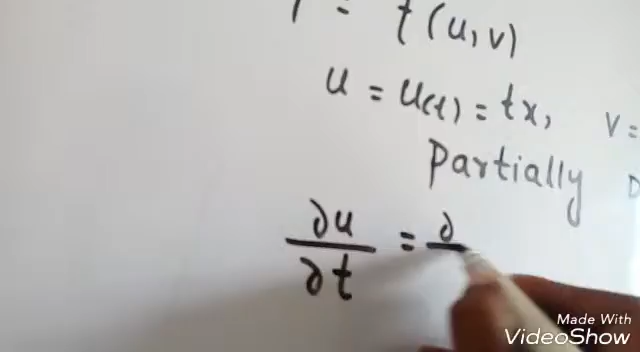 = f(u,v)
u = u(t) = tx, v =
Partially D
∂u/∂t = ∂
Made With
VideoShow